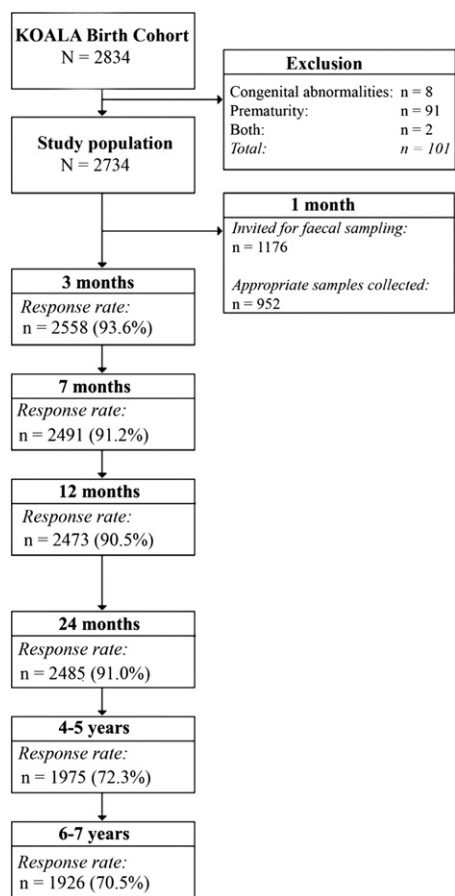 KOALA Birth Cohort
N = 2834
Exclusion
Congenital abnormalities: n = 8
Prematurity: n = 91
Both: n = 2
Total: n = 101
Study population
N = 2734
1 month
Invited for faecal sampling:
n = 1176
Appropriate samples collected:
n = 952
3 months
Response rate:
n = 2558 (93.6%)
7 months
Response rate:
n = 2491 (91.2%)
12 months
Response rate:
n = 2473 (90.5%)
24 months
Response rate:
n = 2485 (91.0%)
4-5 years
Response rate:
n = 1975 (72.3%)
6-7 years
Response rate:
n = 1926 (70.5%)